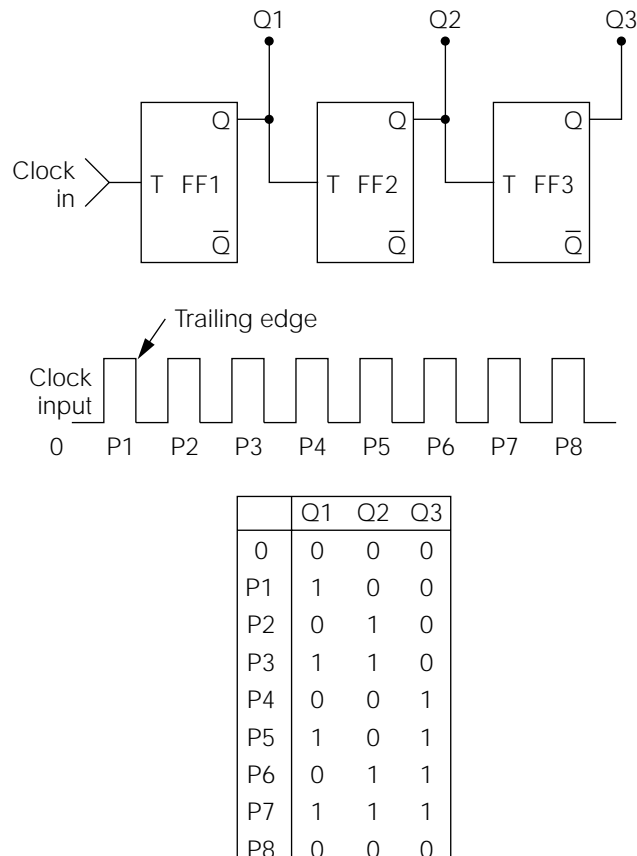 Q1 Q2 Q3
Q Q Q
Clock in
T FF1 T FF2 T FF3
Q̅ Q̅ Q̅
Trailing edge
Clock input
0 P1 P2 P3 P4 P5 P6 P7 P8
Q1 Q2 Q3
0 0 0 0
P1 1 0 0
P2 0 1 0
P3 1 1 0
P4 0 0 1
P5 1 0 1
P6 0 1 1
P7 1 1 1
P8 0 0 0